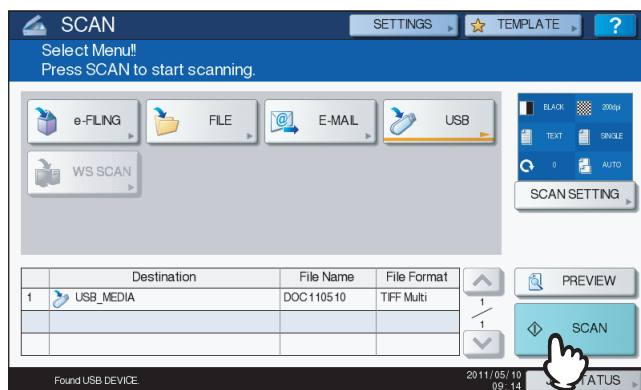 SCAN
SETTINGS
TEMPLATE
?
Select Menu!!
Press SCAN to start scanning.
e-FILING
FILE
E-MAIL
USB
WS SCAN
BLACK
200dpi
TEXT
SINGLE
0
AUTO
SCAN SETTING
Destination File Name File Format
1 USB_MEDIA DOC110510 TIFF Multi
1
1
PREVIEW
SCAN
Found USB DEVICE.
2011/05/10
09:14
TATUS